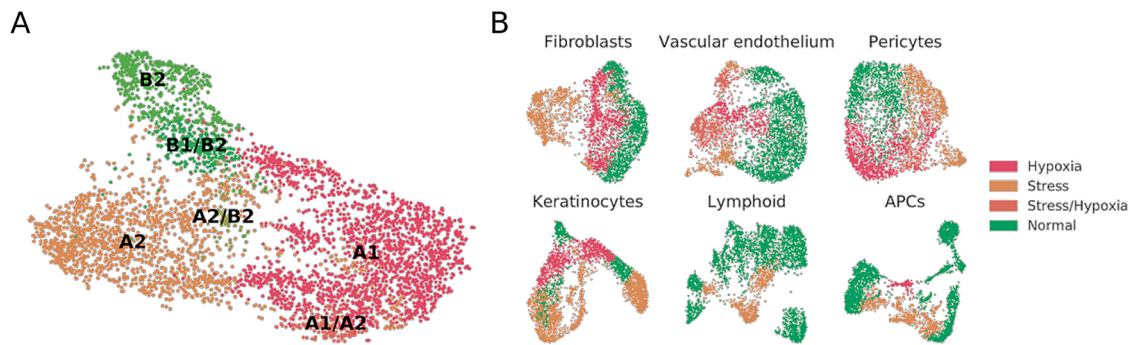 A
B
B2
B1/B2
A2/B2
A2
A1
A1/A2
Fibroblasts
Vascular endothelium
Pericytes
Keratinocytes
Lymphoid
APCs
Hypoxia
Stress
Stress/Hypoxia
Normal